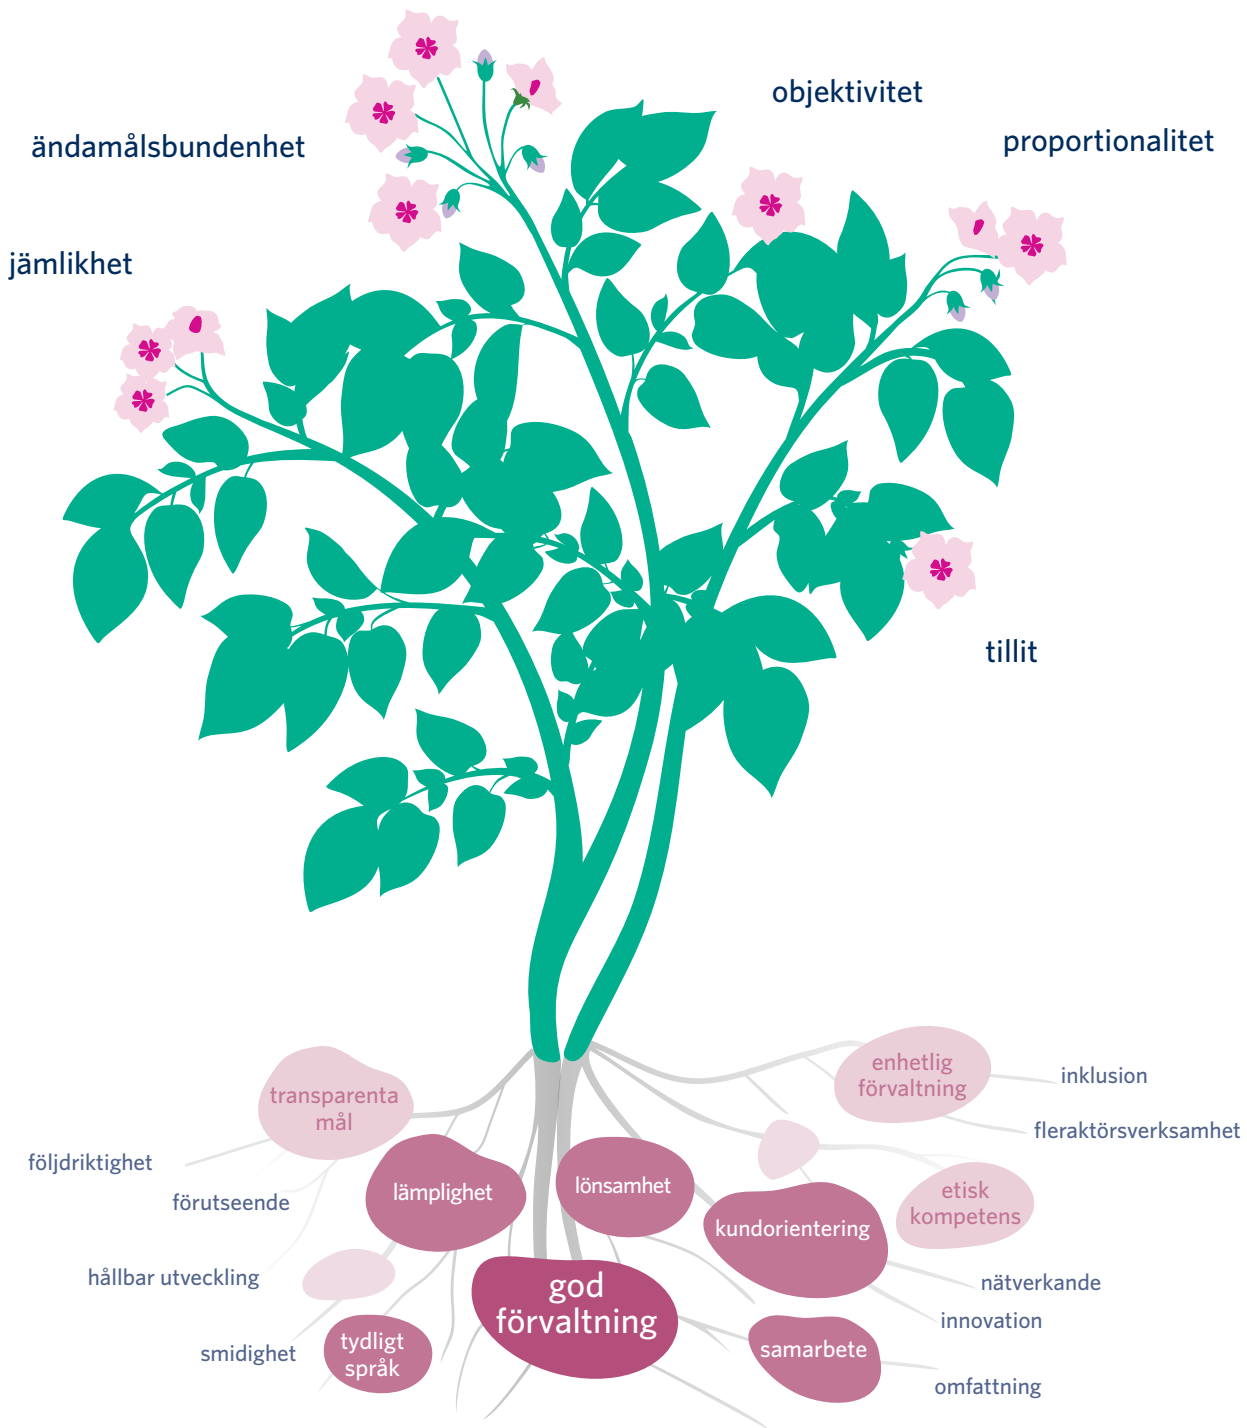 objektivitet
proportionalitet
ändamålsbundenhet
jämlikhet
tillit
transparenta
mål
enhetlig
förvaltning
inklusion
fleraktörsverksamhet
följdriktighet
förutseende
lämplighet
lönsamhet
etisk
kompetens
kundorientering
hållbar utveckling
god
förvaltning
nätverkande
innovation
smidighet
tydligt
språk
samarbete
omfattning